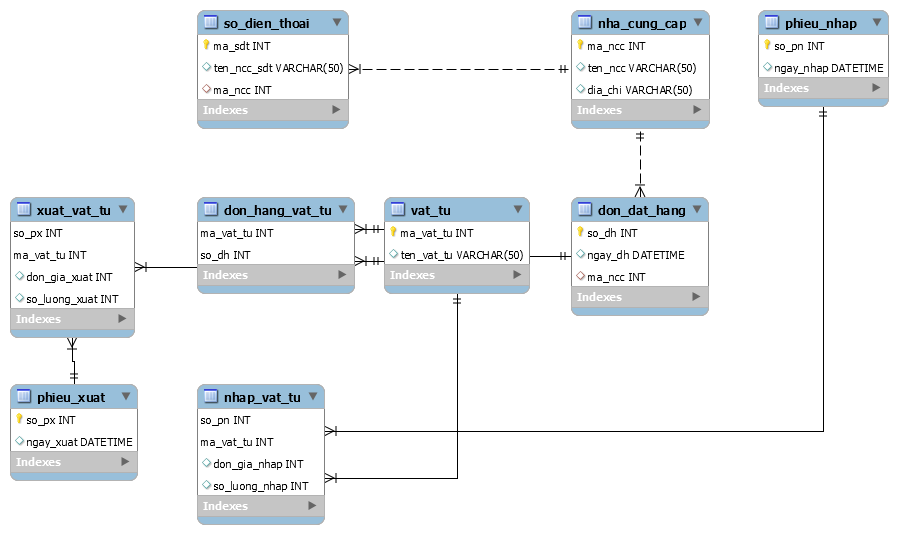 so_dien_thoai
ma_sdt INT
ten_ncc_sdt VARCHAR(50)
ma_ncc INT
Indexes
nha_cung_cap
ma_ncc INT
ten_ncc VARCHAR(50)
dia_chi VARCHAR(50)
Indexes
phieu_nhap
so_pn INT
ngay_nhap DATETIME
Indexes
xuat_vat_tu
so_px INT
ma_vat_tu INT
don_gia_xuat INT
so_luong_xuat INT
Indexes
don_hang_vat_tu
ma_vat_tu INT
so_dh INT
Indexes
vat_tu
ma_vat_tu INT
ten_vat_tu VARCHAR(50)
Indexes
don_dat_hang
so_dh INT
ngay_dh DATETIME
ma_ncc INT
Indexes
phieu_xuat
so_px INT
ngay_xuat DATETIME
Indexes
nhap_vat_tu
so_pn INT
ma_vat_tu INT
don_gia_nhap INT
so_luong_nhap INT
Indexes